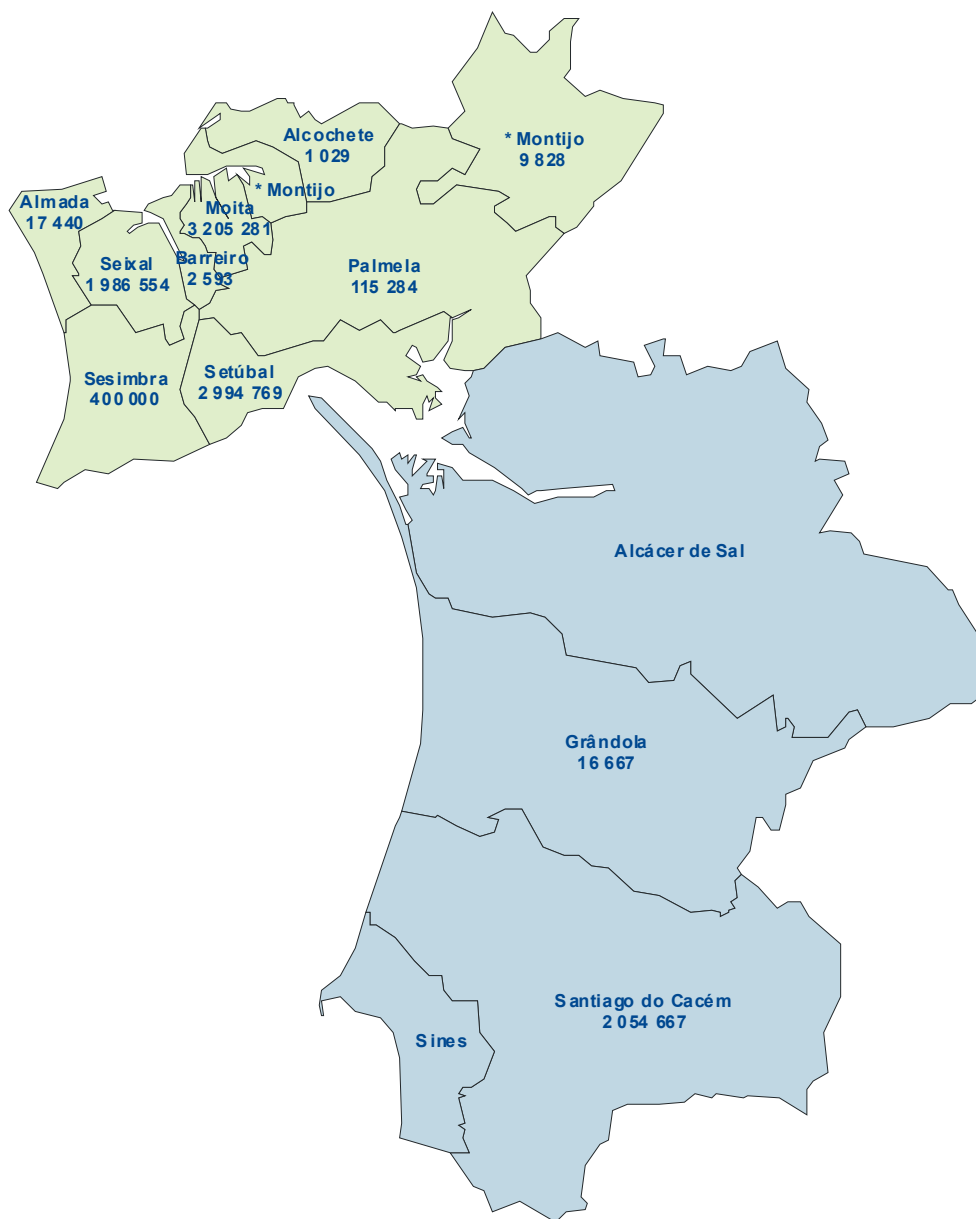 Alcochete
1 029
* Montijo
9 828
* Montijo
Almada
17 440
Moita
3 205 281
Seixal
1 986 554
Barreiro
2 593
Palmela
115 284
Sesimbra
400 000
Setúbal
2 994 769
Alcácer de Sal
Grândola
16 667
Santiago do Cacém
2 054 667
Sines